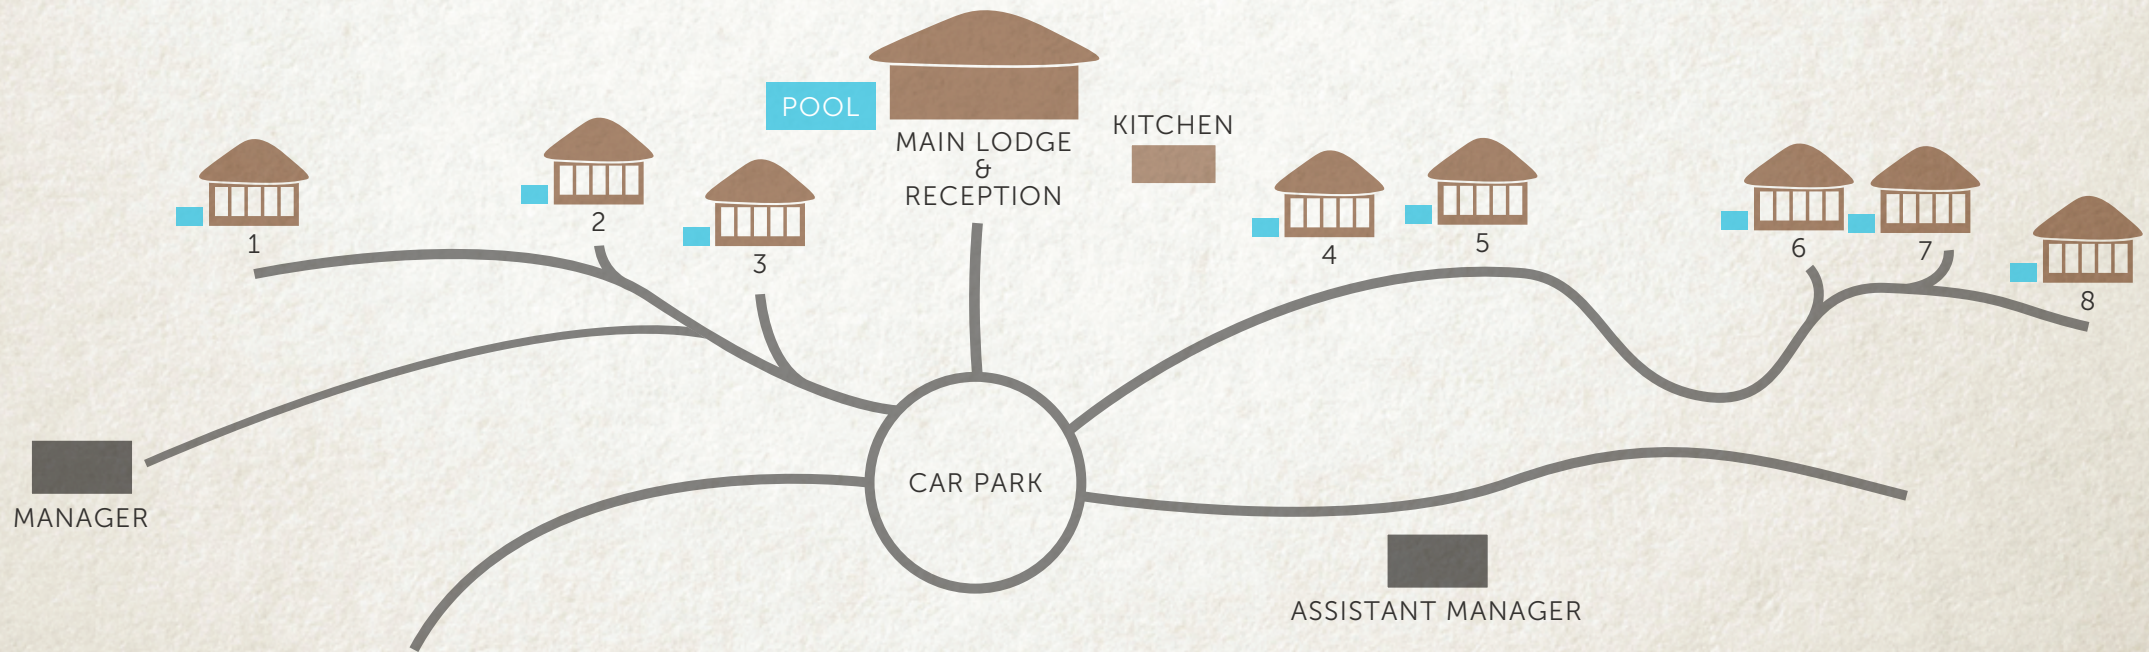 POOL
MAIN LODGE
&
RECEPTION
KITCHEN
1
2
3
4
5
6
7
8
CAR PARK
MANAGER
ASSISTANT MANAGER